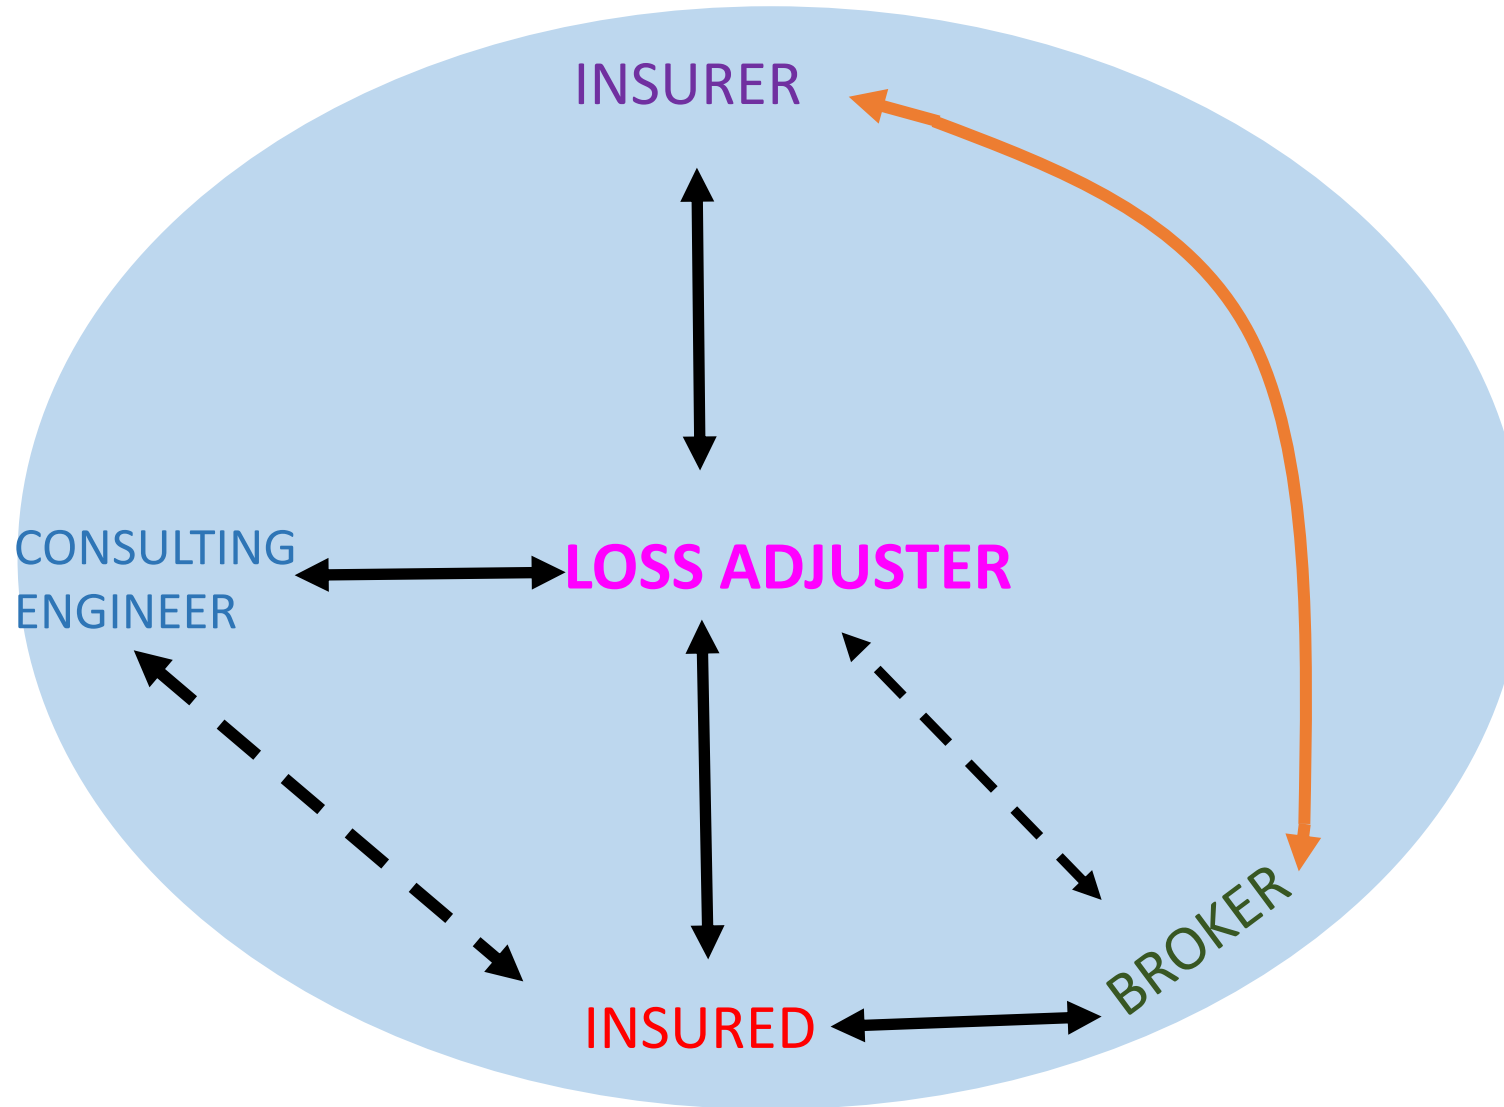 INSURER
CONSULTING
ENGINEER
LOSS ADJUSTER
BROKER
INSURED